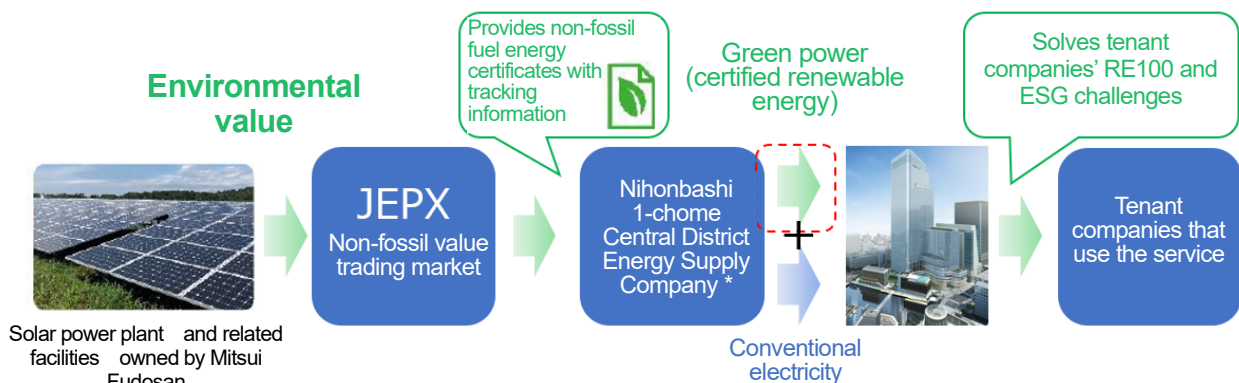 Environmental
value
Provides non-fossil
fuel energy
certificates with
tracking
information
Green power
(certified renewable
energy)
Solves tenant
companies’ RE100 and
ESG challenges
JEPX
Non-fossil value
trading market
Nihonbashi
1-chome
Central District
Energy Supply
Company *
+
Tenant
companies that
use the service
Solar power plant and related
facilities owned by Mitsui
Fudosan
Conventional
electricity